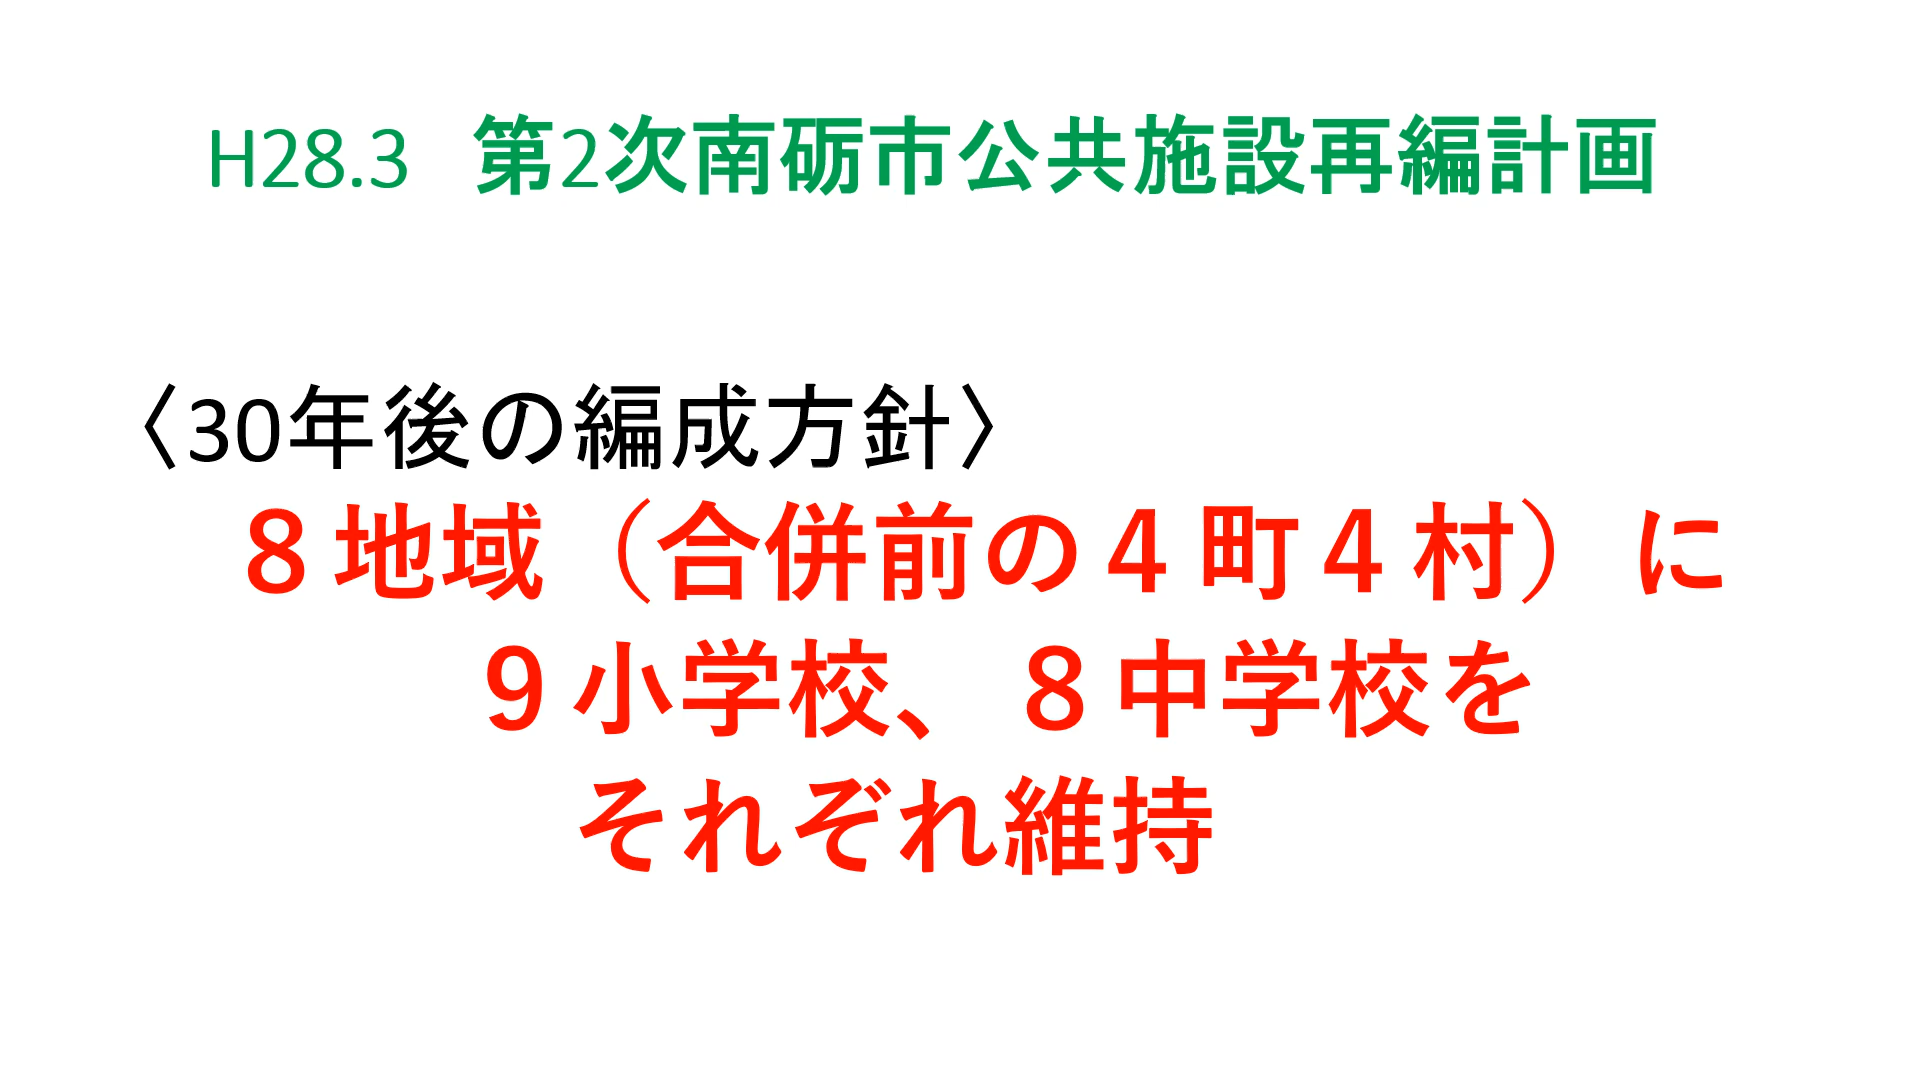 H28.3 第2次南砺市公共施設再編計画
〈30年後の編成方針〉
８地域（合併前の４町４村）に
９小学校、８中学校を
それぞれ維持